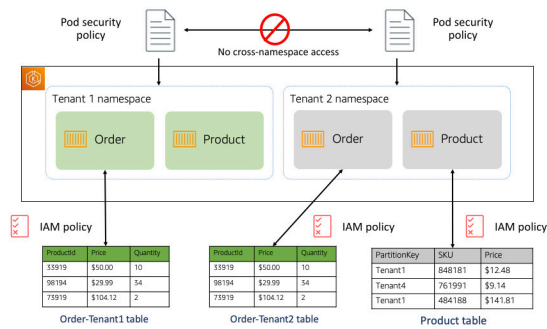 Pod security
policy
Pod security
policy
No cross-namespace access
Tenant 1 namespace
Tenant 2 namespace
Order
Product
Order
Product
IAM policy
IAM policy
IAM policy
ProductId Price Quantity
33919 $50.00 10
98194 $29.99 34
73919 $104.12 2
Order-Tenant1 table
ProductId Price Quantity
33919 $50.00 10
98194 $29.99 34
73919 $104.12 2
Order-Tenant2 table
PartitionKey SKU Price
Tenant1 848181 $12.48
Tenant4 761991 $9.14
Tenant1 484188 $141.81
Product table